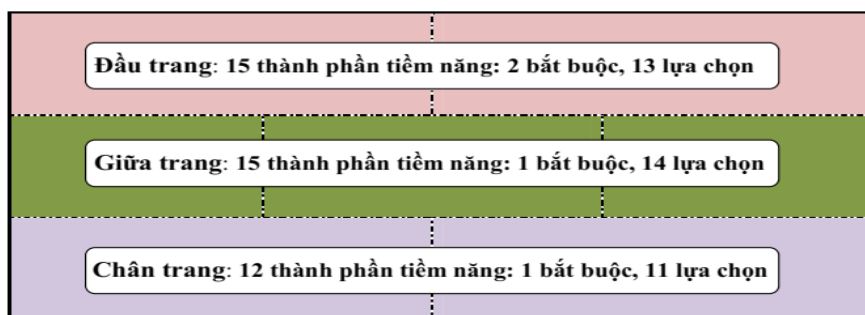 Đầu trang: 15 thành phần tiềm năng: 2 bắt buộc, 13 lựa chọn
Giữa trang: 15 thành phần tiềm năng: 1 bắt buộc, 14 lựa chọn
Chân trang: 12 thành phần tiềm năng: 1 bắt buộc, 11 lựa chọn